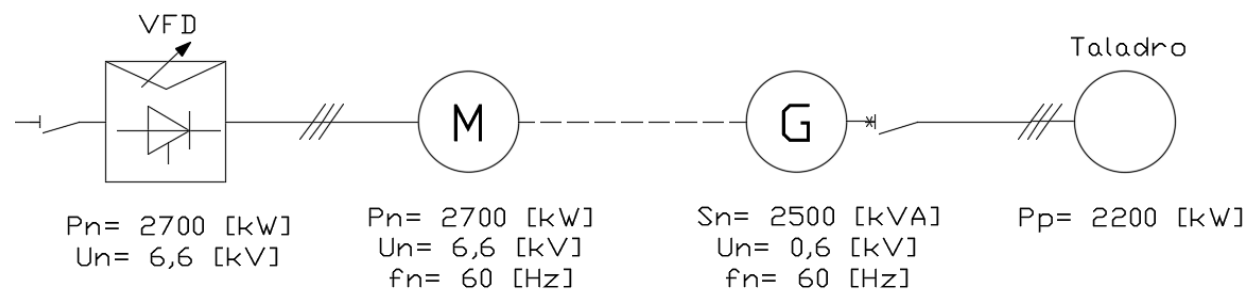 VFD
Taladro
M
G
Pn= 2700 [kW]
Un= 6,6 [kV]
Pn= 2700 [kW]
Un= 6,6 [kV]
fn= 60 [Hz]
Sn= 2500 [kVA]
Un= 0,6 [kV]
fn= 60 [Hz]
Pp= 2200 [kW]